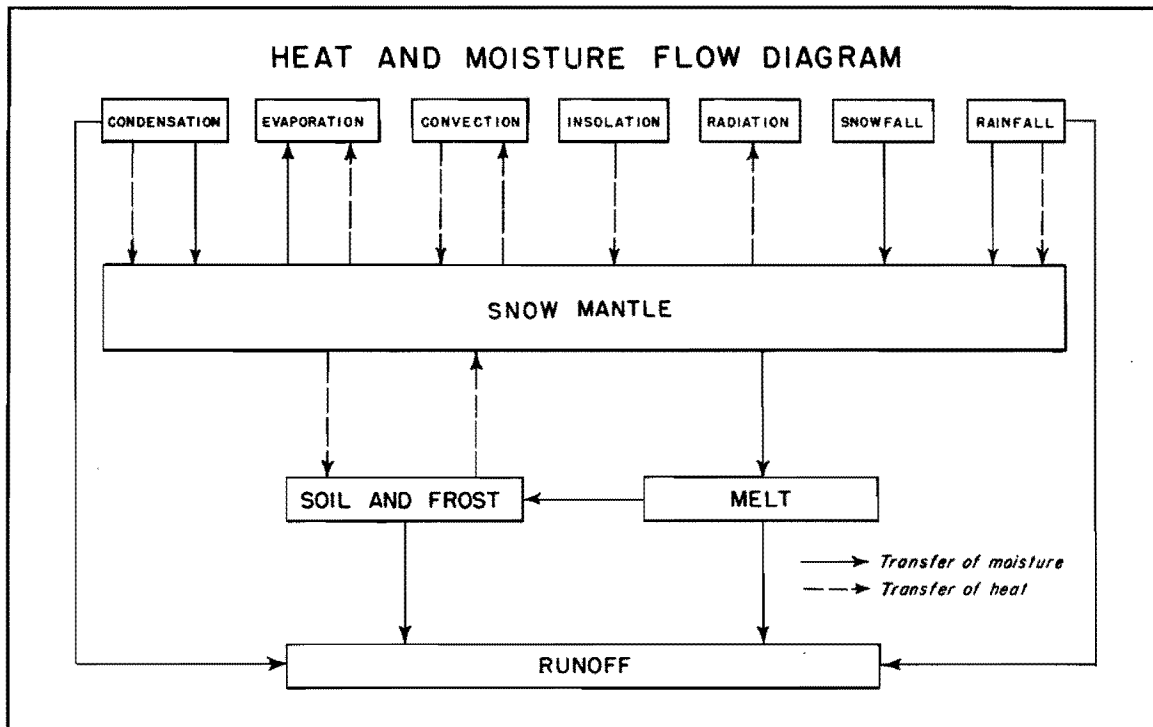 HEAT AND MOISTURE FLOW DIAGRAM
CONDENSATION
EVAPORATION
CONVECTION
INSOLATION
RADIATION
SNOWFALL
RAINFALL
SNOW MANTLE
SOIL AND FROST
MELT
Transfer of moisture
Transfer of heat
RUNOFF